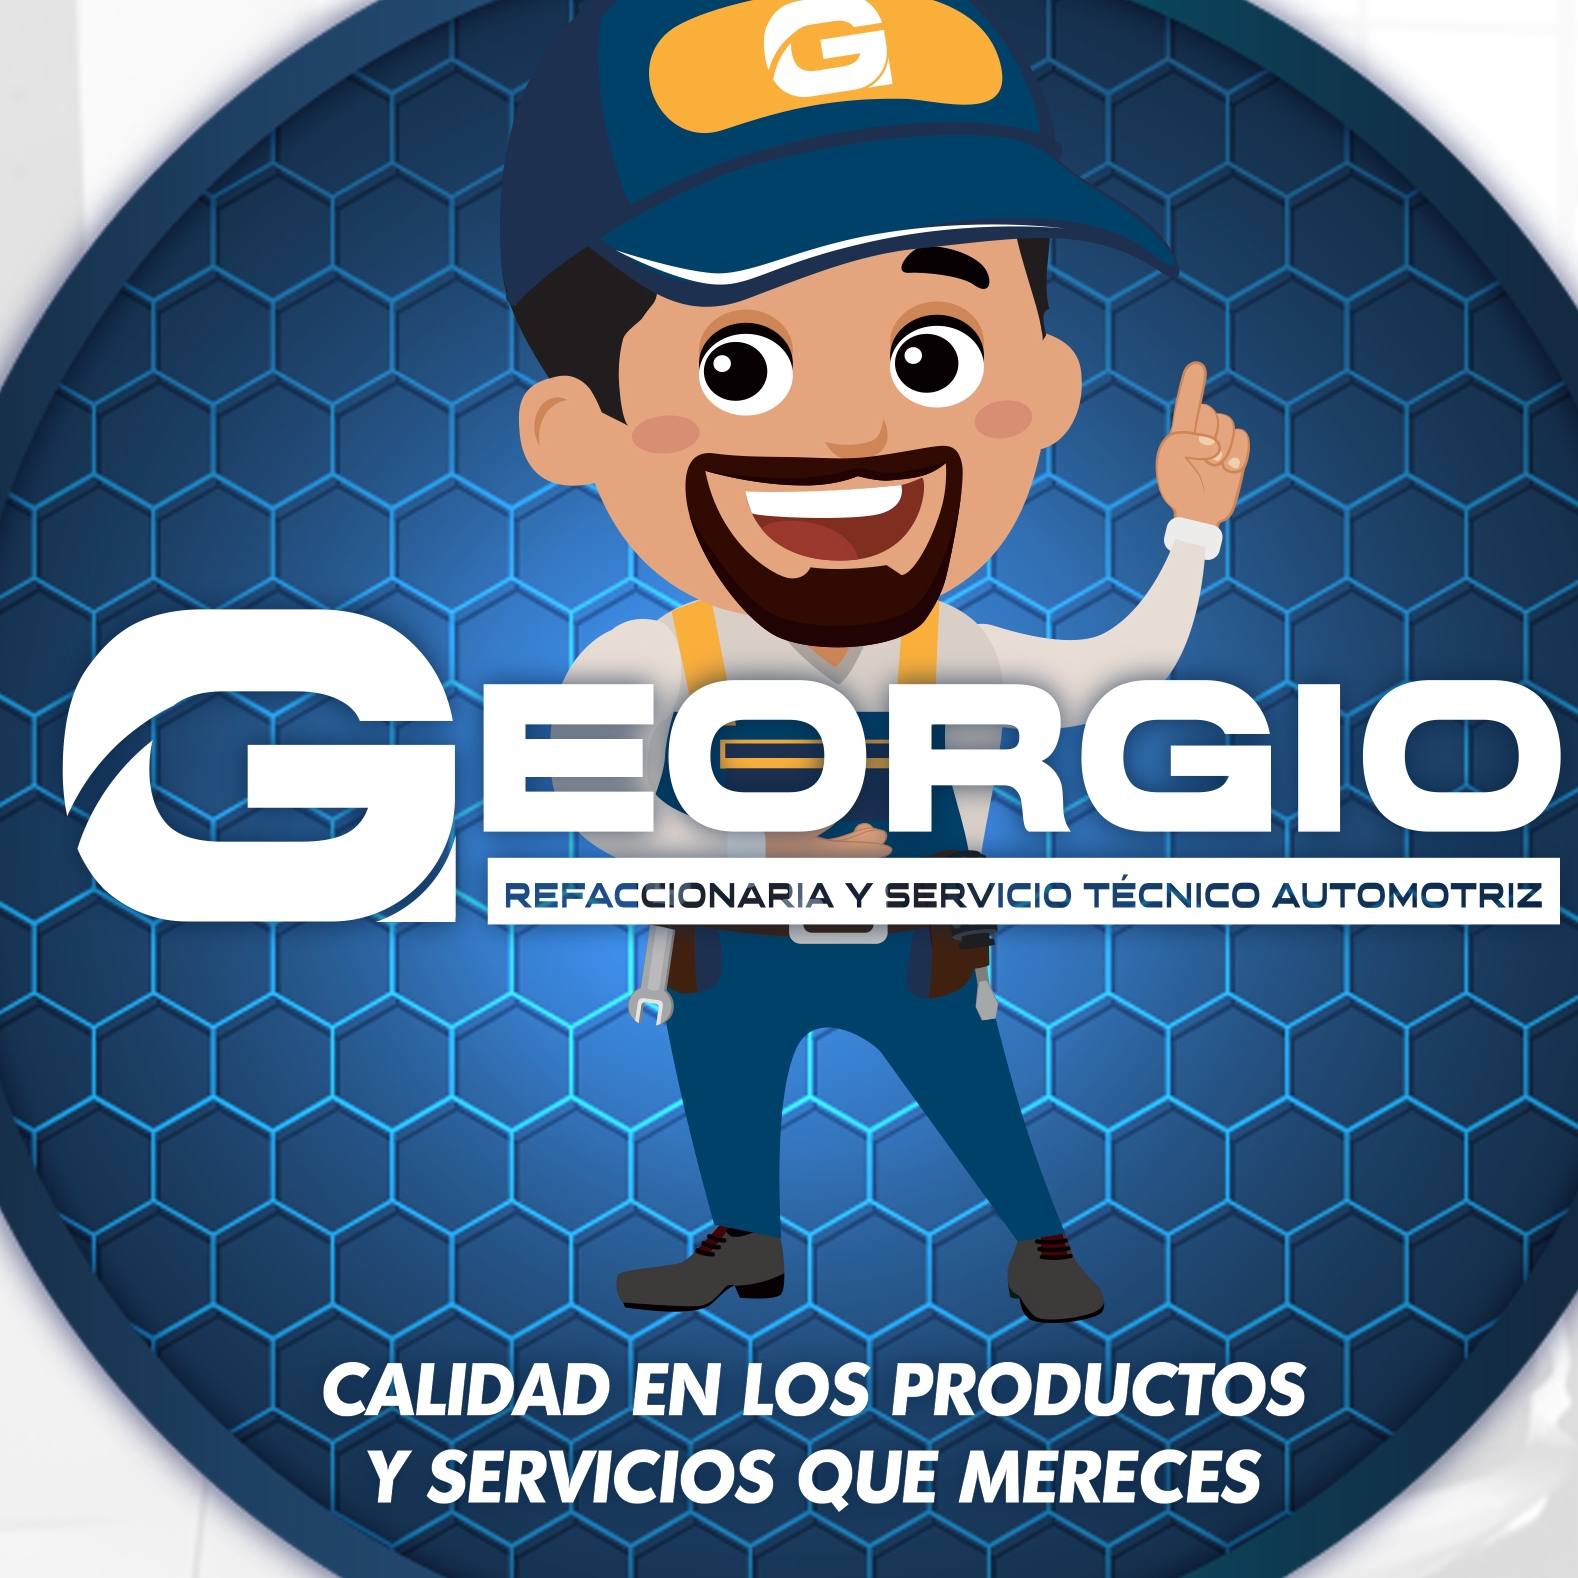 G
GEORGIO
REFACCIONARIA Y SERVICIO TÉCNICO AUTOMOTRIZ
CALIDAD EN LOS PRODUCTOS
Y SERVICIOS QUE MERECES